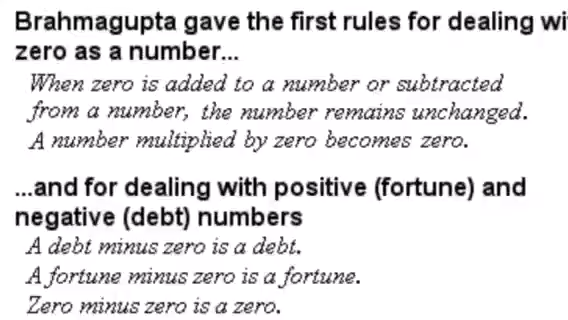 Brahmagupta gave the first rules for dealing wi
zero as a number...
When zero is added to a number or subtracted
from a number, the number remains unchanged.
A number multiplied by zero becomes zero.
...and for dealing with positive (fortune) and
negative (debt) numbers
A debt minus zero is a debt.
A fortune minus zero is a fortune.
Zero minus zero is a zero.